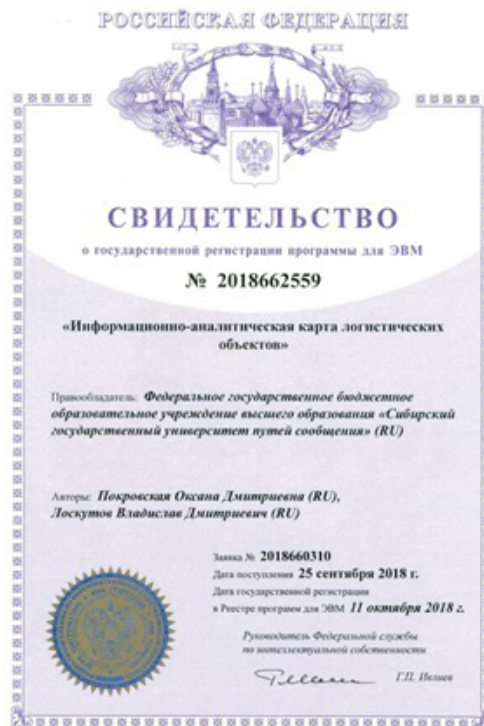 РОССИЙСКАЯ ФЕДЕРАЦИЯ
СВИДЕТЕЛЬСТВО
о государственной регистрации программы для ЭВМ
№ 2018662559
«Информационно-аналитическая карта логистических
объектов»
Правообладатель: Федеральное государственное бюджетное
образовательное учреждение высшего образования «Сибирский
государственный университет путей сообщения» (RU)
Авторы: Покровская Оксана Дмитриевна (RU),
Лоскутов Владислав Дмитриевич (RU)
Заявка № 2018660310
Дата поступления 25 сентября 2018 г.
Дата государственной регистрации
в Реестре программ для ЭВМ 11 октября 2018 г.
Руководитель Федеральной службы
по интеллектуальной собственности
Г.П. Ивлиев